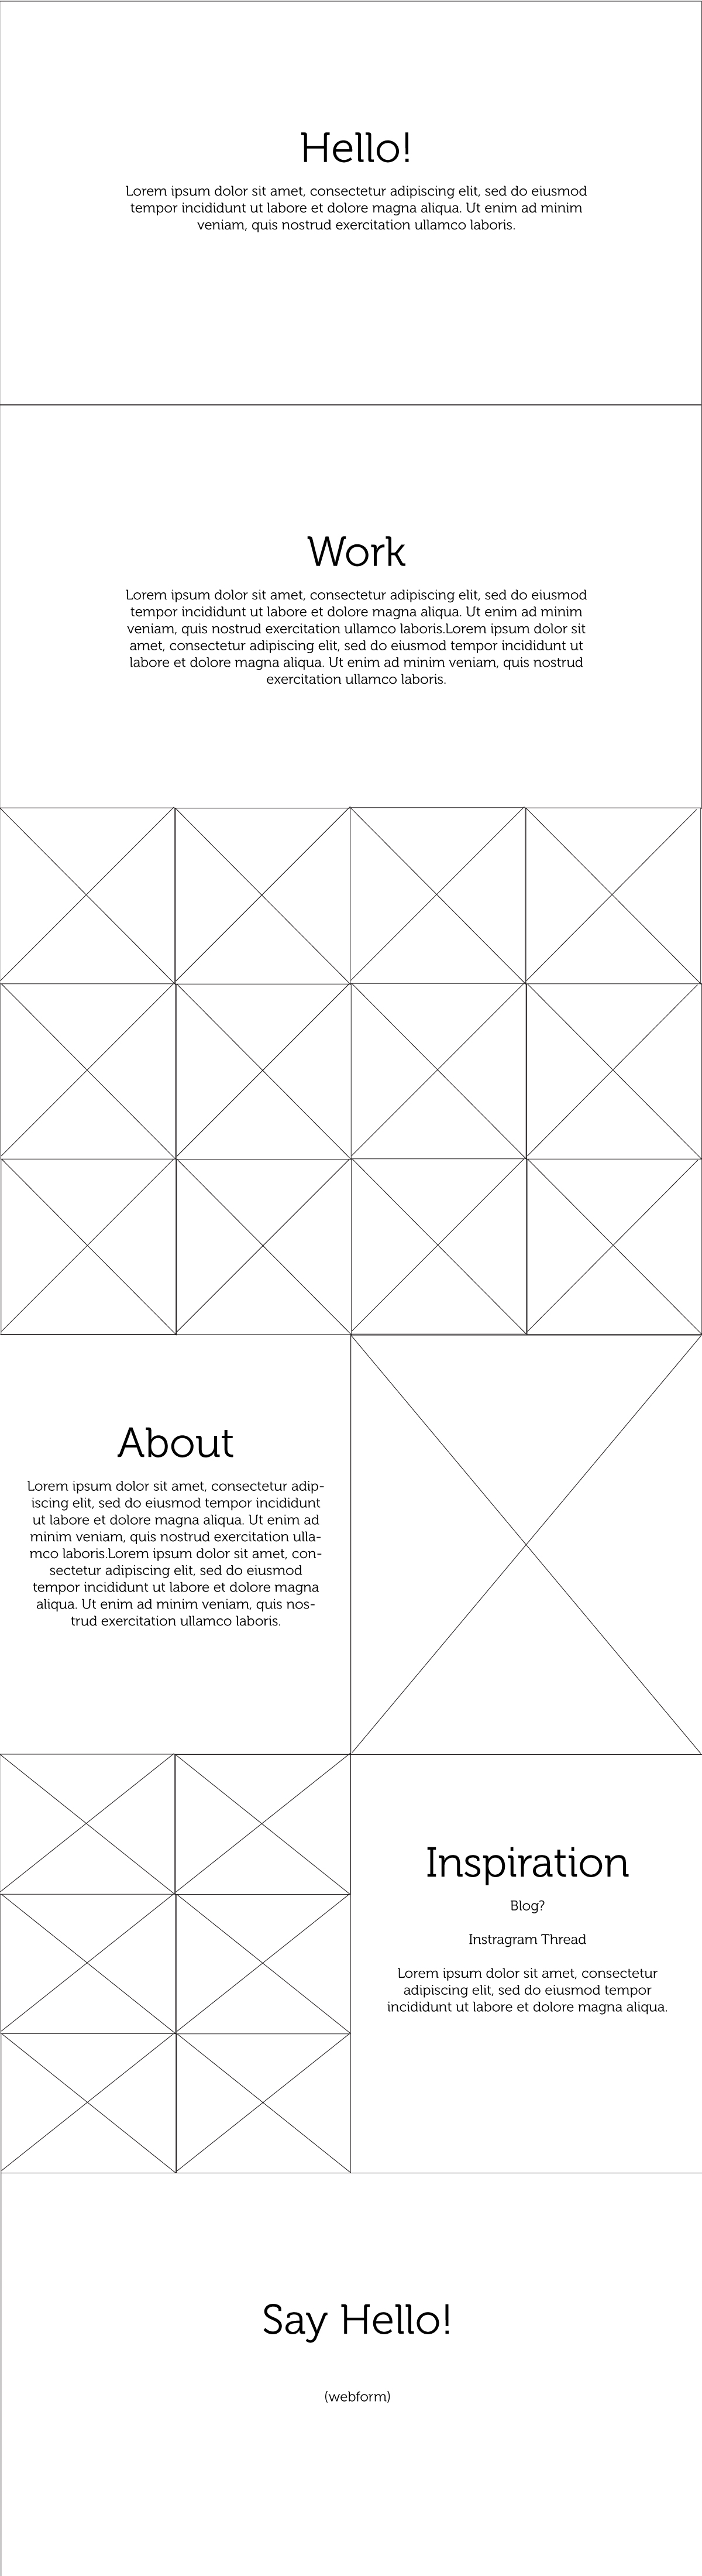 Hello!
Lorem ipsum dolor sit amet, consectetur adipiscing elit, sed do eiusmod
tempor incididunt ut labore et dolore magna aliqua. Ut enim ad minim
veniam, quis nostrud exercitation ullamco laboris.
Work
Lorem ipsum dolor sit amet, consectetur adipiscing elit, sed do eiusmod
tempor incididunt ut labore et dolore magna aliqua. Ut enim ad minim
veniam, quis nostrud exercitation ullamco laboris.Lorem ipsum dolor sit
amet, consectetur adipiscing elit, sed do eiusmod tempor incididunt ut
labore et dolore magna aliqua. Ut enim ad minim veniam, quis nostrud
exercitation ullamco laboris.
About
Lorem ipsum dolor sit amet, consectetur adip-
iscing elit, sed do eiusmod tempor incididunt
ut labore et dolore magna aliqua. Ut enim ad
minim veniam, quis nostrud exercitation ulla-
mco laboris.Lorem ipsum dolor sit amet, con-
sectetur adipiscing elit, sed do eiusmod
tempor incididunt ut labore et dolore magna
aliqua. Ut enim ad minim veniam, quis nos-
trud exercitation ullamco laboris.
Inspiration
Blog?
Instragram Thread
Lorem ipsum dolor sit amet, consectetur
adipiscing elit, sed do eiusmod tempor
incididunt ut labore et dolore magna aliqua.
Say Hello!
(webform)